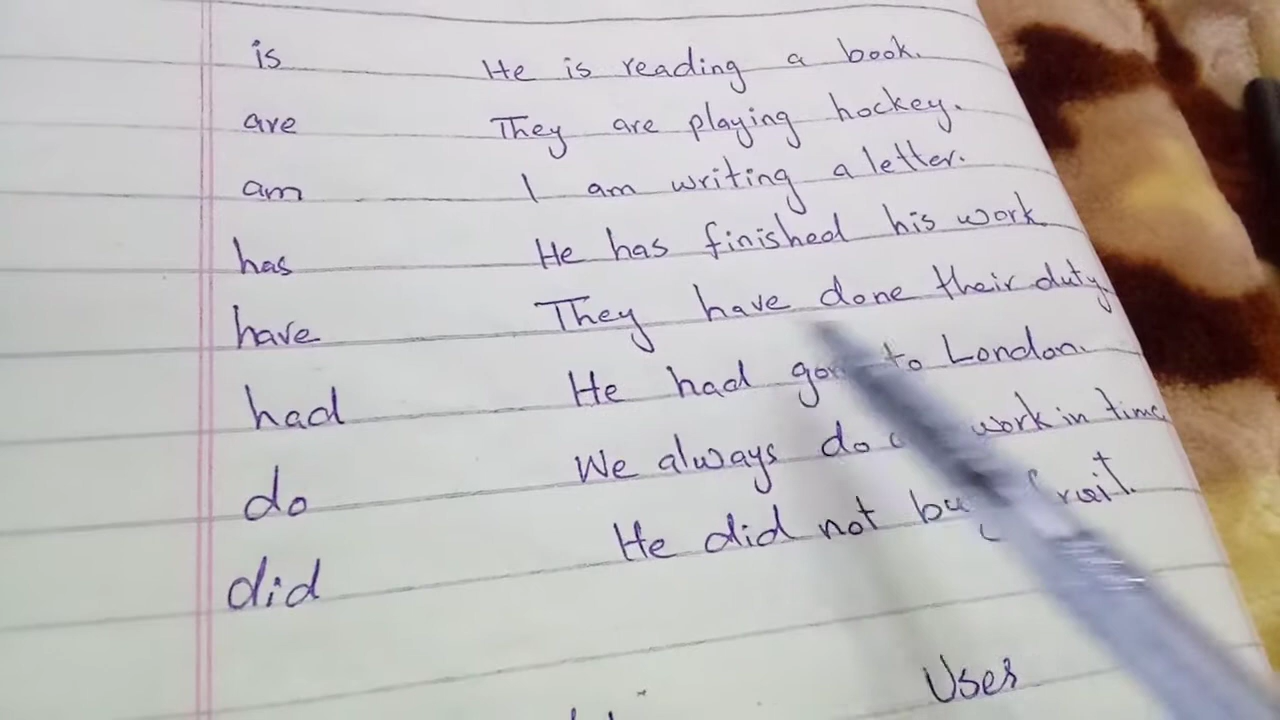 is He is reading a book.
are They are playing hockey.
am I am writing a letter.
has He has finished his work
have They have done their duty.
had He had to London.
do We always do work in time
did He did not buy
Uses